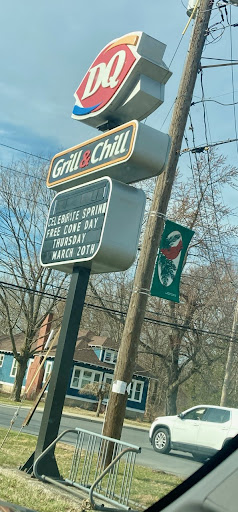 DQ
Grill & Chill
CELEBRATE SPRING
FREE CONE DAY
THURSDAY
MARCH 20TH